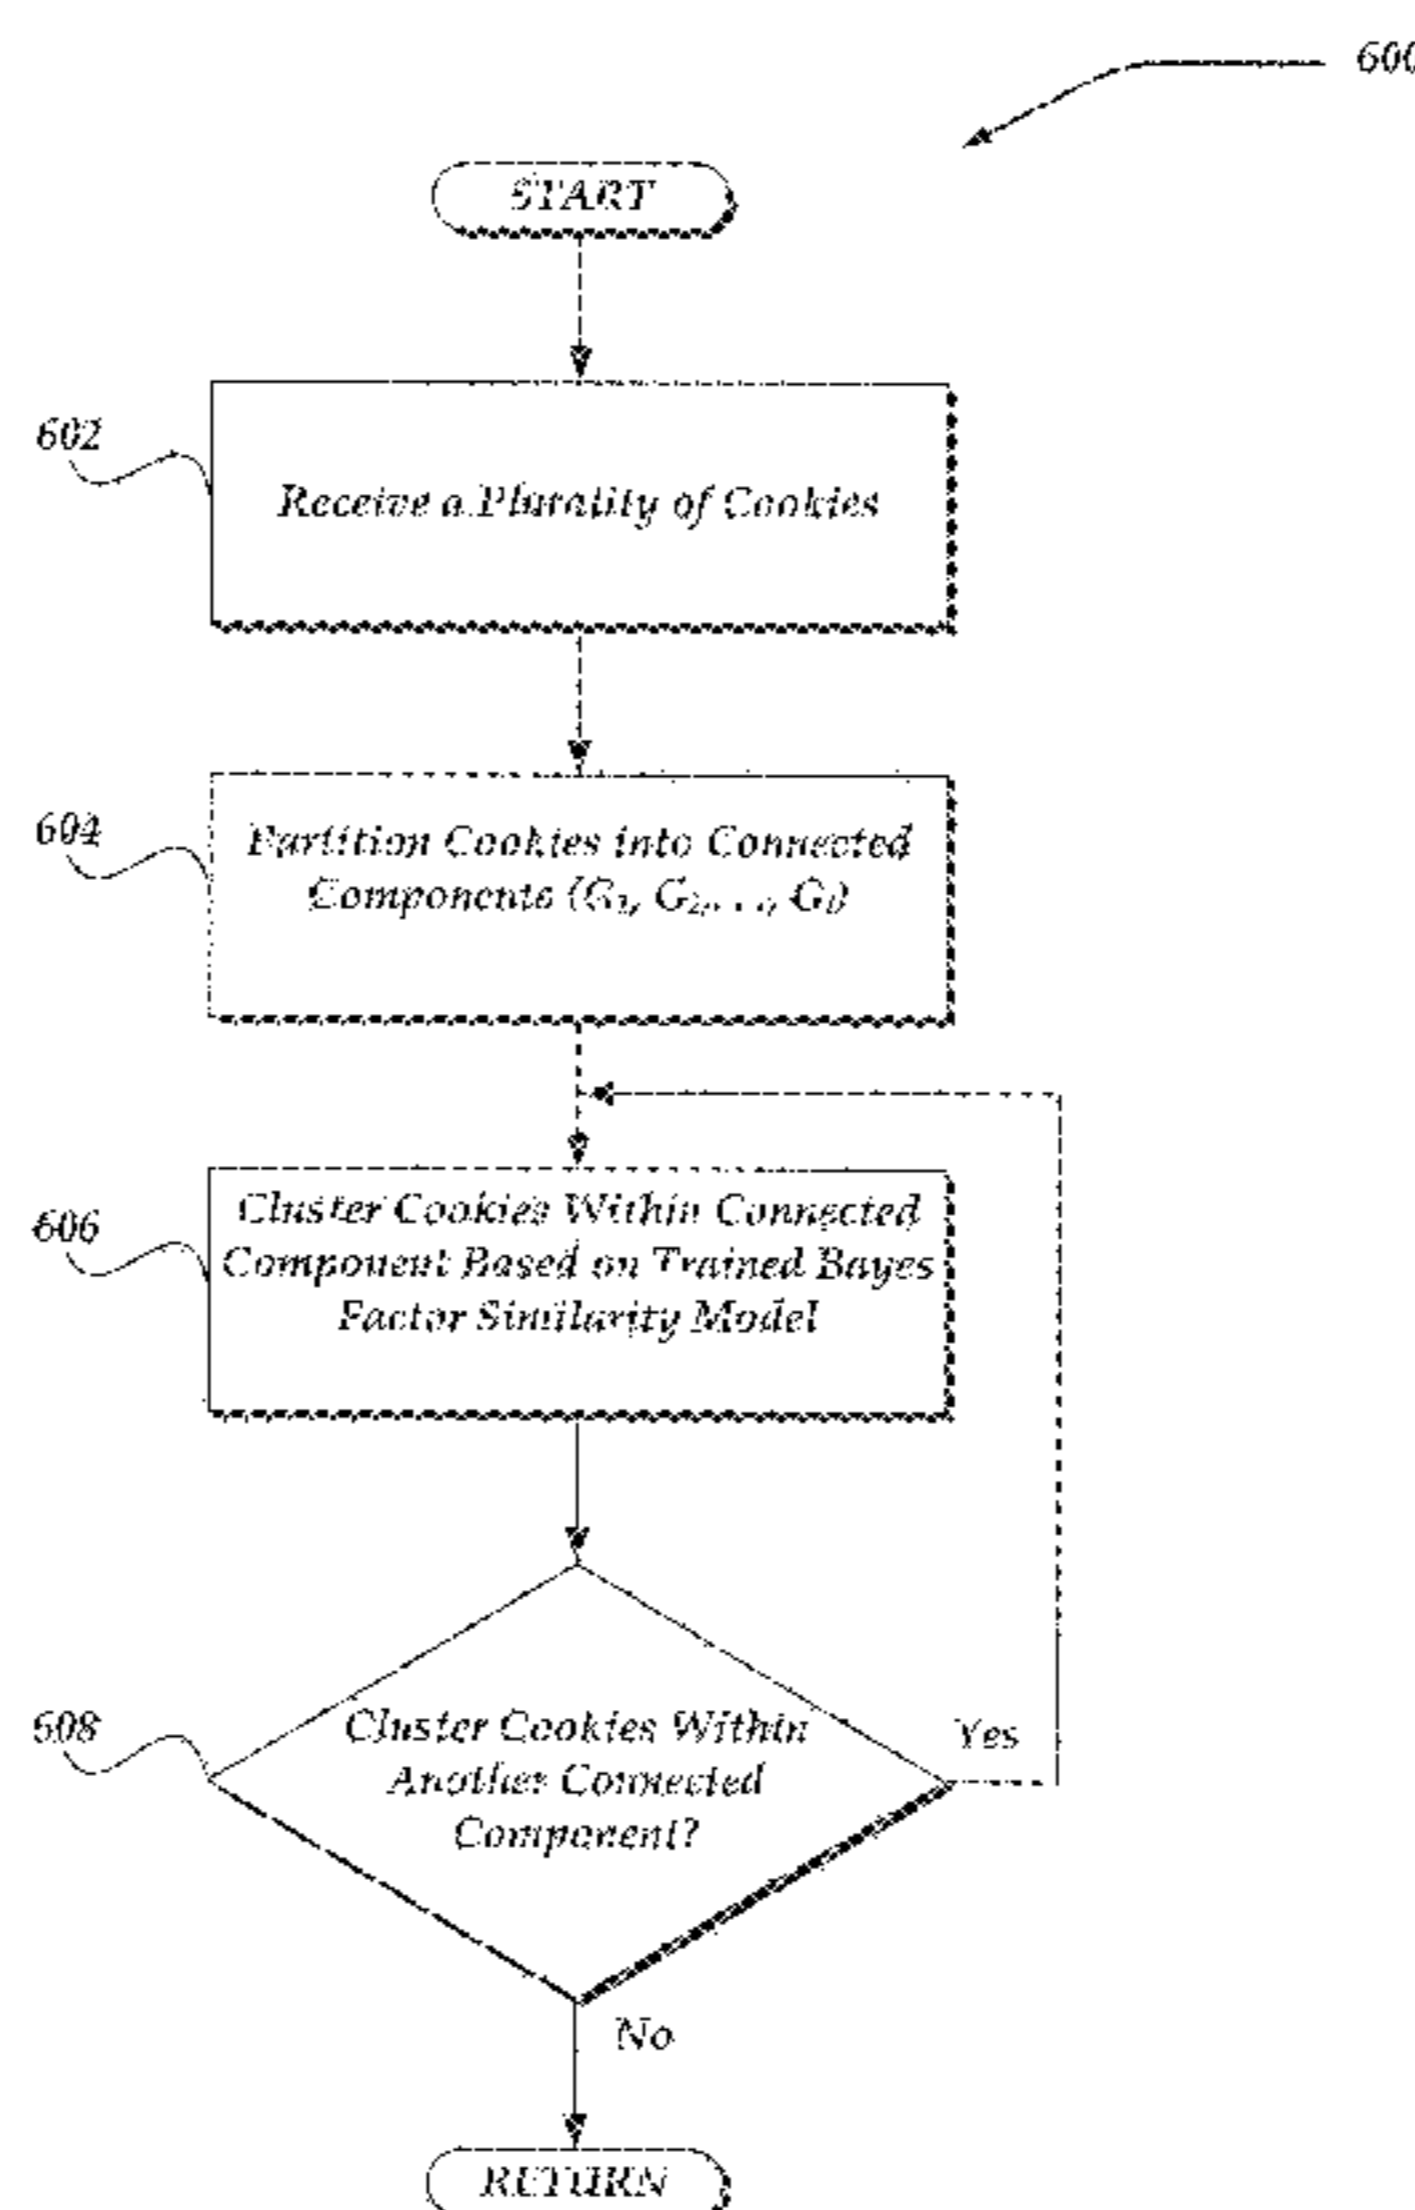 600
START
602
Receive a Plurality of Cookies
604
Partition Cookies into Connected
Components (G₁, G₂, . . ., Gₗ)
606
Cluster Cookies Within Connected
Component Based on Trained Bayes
Factor Similarity Model
608
Cluster Cookies Within
Another Connected
Component?
Yes
No
RETURN